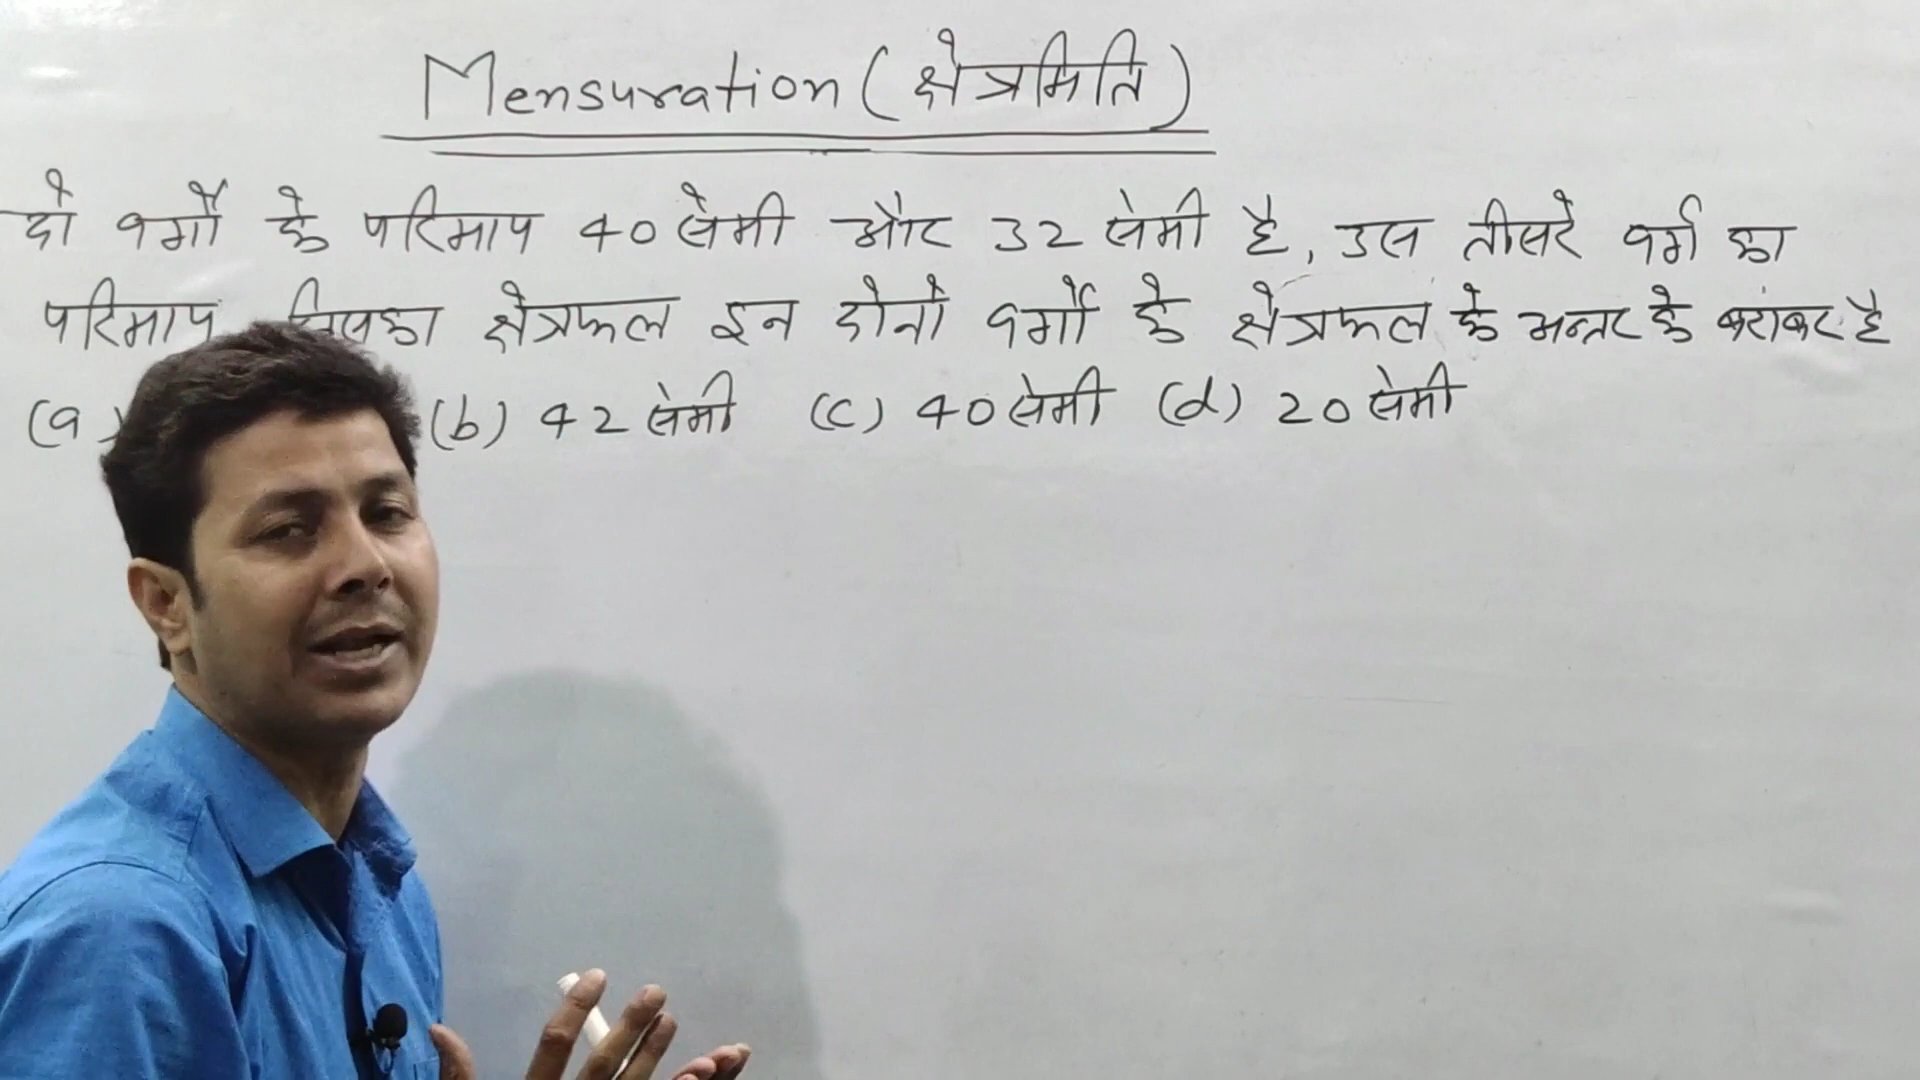 Mensuration (क्षेत्रमिति)
दो वर्गों के परिमाप 40 सेमी और 32 सेमी है, उस तीसरे वर्ग का
परिमाप जिसका क्षेत्रफल इन दोनो वर्गों के क्षेत्रफल के अन्तर के बराबर है
(a) (b) 42 सेमी (c) 40 सेमी (d) 20 सेमी